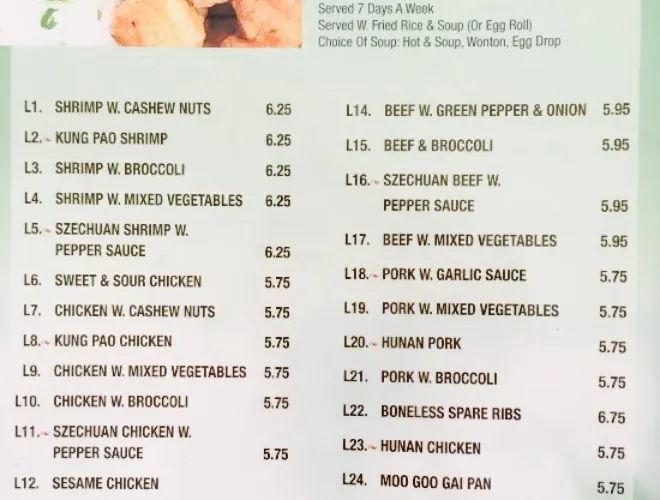 Served 7 Days A Week
Served W. Fried Rice & Soup (Or Egg Roll)
Choice Of Soup: Hot & Soup, Wonton, Egg Drop
L1. SHRIMP W. CASHEW NUTS 6.25
L2. KUNG PAO SHRIMP 6.25
L3. SHRIMP W. BROCCOLI 6.25
L4. SHRIMP W. MIXED VEGETABLES 6.25
L5. SZECHUAN SHRIMP W.
PEPPER SAUCE 6.25
L6. SWEET & SOUR CHICKEN 5.75
L7. CHICKEN W. CASHEW NUTS 5.75
L8. KUNG PAO CHICKEN 5.75
L9. CHICKEN W. MIXED VEGETABLES 5.75
L10. CHICKEN W. BROCCOLI 5.75
L11. SZECHUAN CHICKEN W.
PEPPER SAUCE 5.75
L12. SESAME CHICKEN
L14. BEEF W. GREEN PEPPER & ONION 5.95
L15. BEEF & BROCCOLI 5.95
L16. SZECHUAN BEEF W.
PEPPER SAUCE 5.95
L17. BEEF W. MIXED VEGETABLES 5.95
L18. PORK W. GARLIC SAUCE 5.75
L19. PORK W. MIXED VEGETABLES 5.75
L20. HUNAN PORK 5.75
L21. PORK W. BROCCOLI 5.75
L22. BONELESS SPARE RIBS 6.75
L23. HUNAN CHICKEN 5.75
L24. MOO GOO GAI PAN 5.75